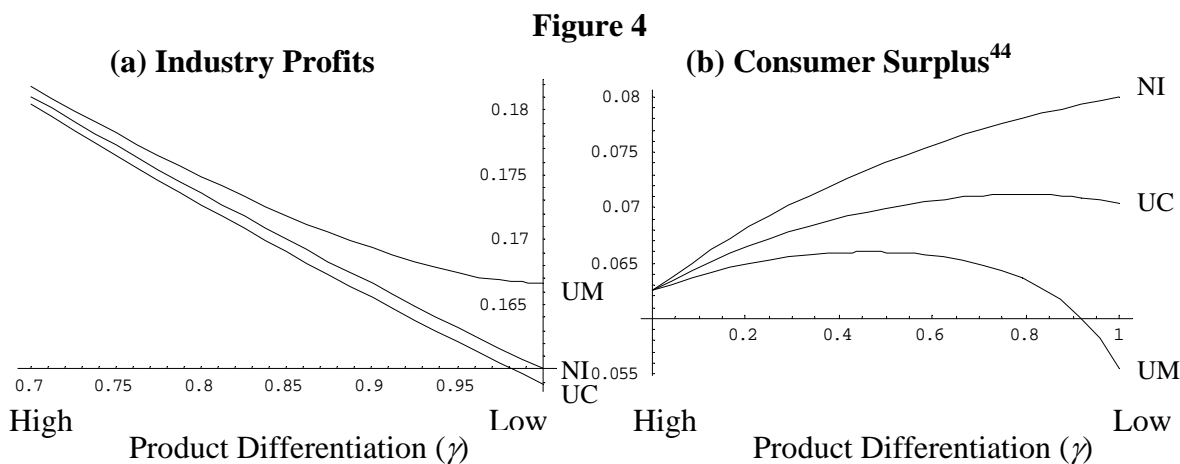 Figure 4
(a) Industry Profits
0.18
0.175
0.17
0.165
UM
NI
UC
0.7 0.75 0.8 0.85 0.9 0.95
High Low
Product Differentiation (γ)
(b) Consumer Surplus44
0.08
0.075
0.07
0.065
0.055
NI
UC
UM
0.2 0.4 0.6 0.8 1
High Low
Product Differentiation (γ)